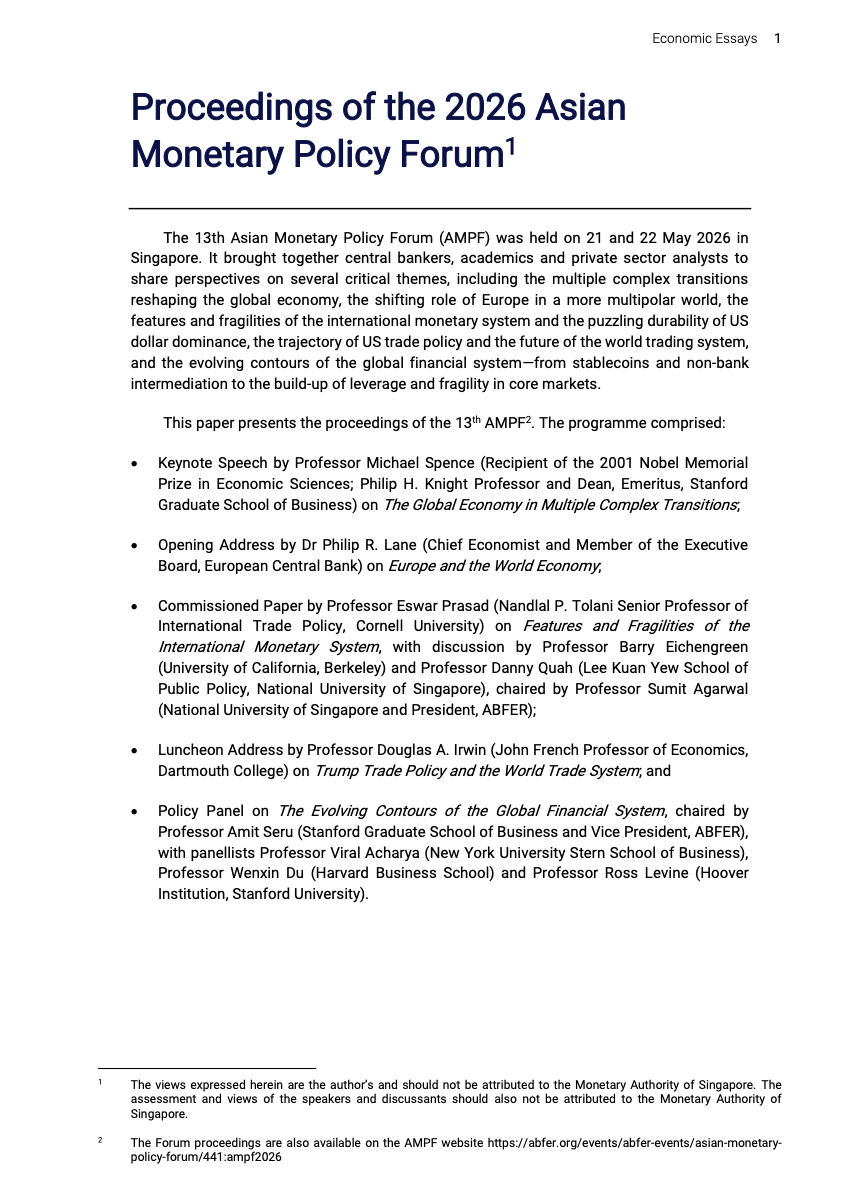 Economic Essays 1
Proceedings of the 2026 Asian
Monetary Policy Forum1
The 13th Asian Monetary Policy Forum (AMPF) was held on 21 and 22 May 2026 in
Singapore. It brought together central bankers, academics and private sector analysts to
share perspectives on several critical themes, including the multiple complex transitions
reshaping the global economy, the shifting role of Europe in a more multipolar world, the
features and fragilities of the international monetary system and the puzzling durability of US
dollar dominance, the trajectory of US trade policy and the future of the world trading system,
and the evolving contours of the global financial system—from stablecoins and non-bank
intermediation to the build-up of leverage and fragility in core markets.
This paper presents the proceedings of the 13th AMPF2. The programme comprised:
• Keynote Speech by Professor Michael Spence (Recipient of the 2001 Nobel Memorial
Prize in Economic Sciences; Philip H. Knight Professor and Dean, Emeritus, Stanford
Graduate School of Business) on The Global Economy in Multiple Complex Transitions;
• Opening Address by Dr Philip R. Lane (Chief Economist and Member of the Executive
Board, European Central Bank) on Europe and the World Economy;
• Commissioned Paper by Professor Eswar Prasad (Nandlal P. Tolani Senior Professor of
International Trade Policy, Cornell University) on Features and Fragilities of the
International Monetary System, with discussion by Professor Barry Eichengreen
(University of California, Berkeley) and Professor Danny Quah (Lee Kuan Yew School of
Public Policy, National University of Singapore), chaired by Professor Sumit Agarwal
(National University of Singapore and President, ABFER);
• Luncheon Address by Professor Douglas A. Irwin (John French Professor of Economics,
Dartmouth College) on Trump Trade Policy and the World Trade System; and
• Policy Panel on The Evolving Contours of the Global Financial System, chaired by
Professor Amit Seru (Stanford Graduate School of Business and Vice President, ABFER),
with panellists Professor Viral Acharya (New York University Stern School of Business),
Professor Wenxin Du (Harvard Business School) and Professor Ross Levine (Hoover
Institution, Stanford University).
1 The views expressed herein are the author's and should not be attributed to the Monetary Authority of Singapore. The
assessment and views of the speakers and discussants should also not be attributed to the Monetary Authority of
Singapore.
2 The Forum proceedings are also available on the AMPF website https://abfer.org/events/abfer-events/asian-monetary-
policy-forum/441:ampf2026